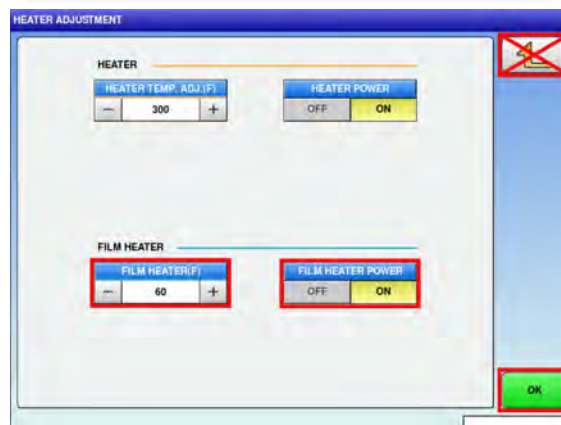 HEATER ADJUSTMENT
HEATER
HEATER TEMP. ADJ.(F)
HEATER POWER
− 300 +
OFF ON
FILM HEATER
FILM HEATER(F)
FILM HEATER POWER
− 60 +
OFF ON
OK